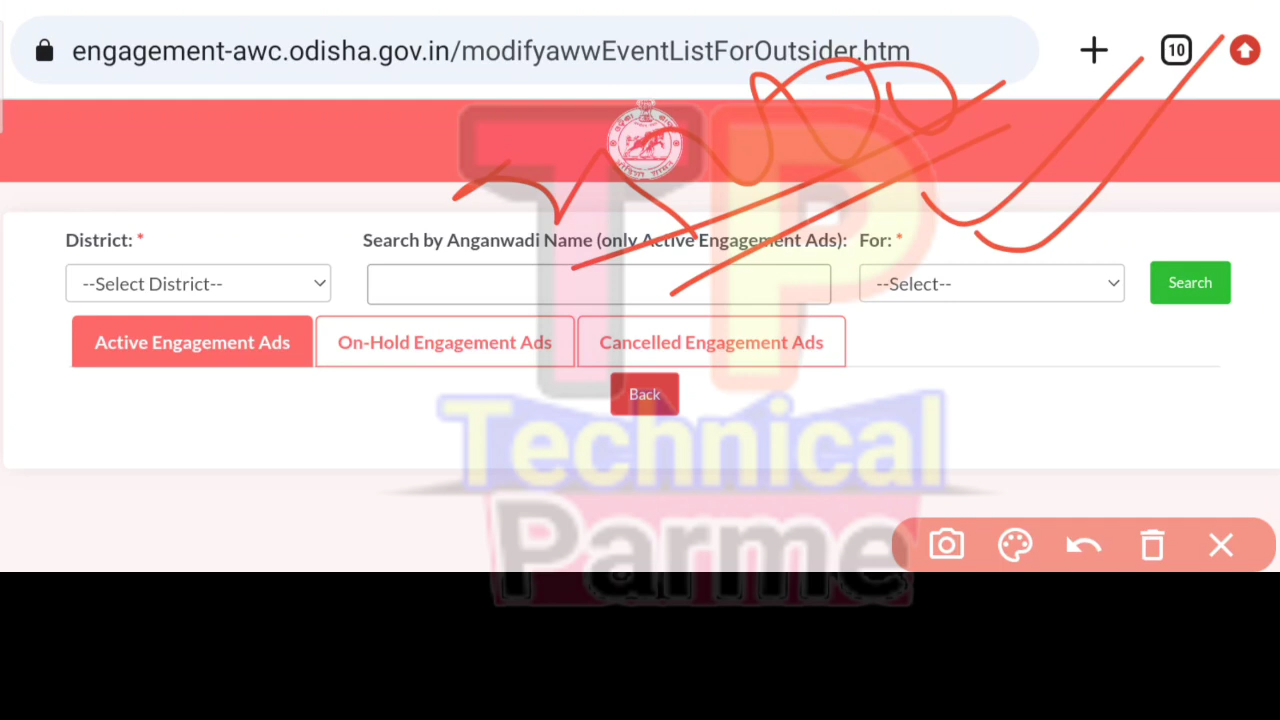 engagement-awc.odisha.gov.in/modifyawwEventListForOutsider.htm
10
District: *
Search by Anganwadi Name (only Active Engagement Ads):
For: *
--Select District--
--Select--
Search
Active Engagement Ads
On-Hold Engagement Ads
Cancelled Engagement Ads
Back
TP
Technical
Parme